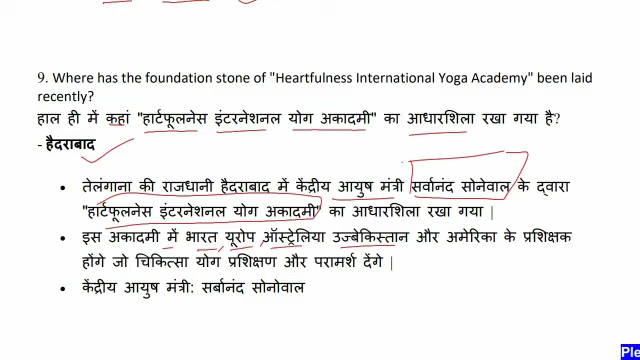 9. Where has the foundation stone of "Heartfulness International Yoga Academy" been laid
recently?
हाल ही में कहां "हार्टफूलनेस इंटरनेशनल योग अकादमी" का आधारशिला रखा गया है?
- हैदराबाद
• तेलंगाना की राजधानी हैदराबाद में केंद्रीय आयुष मंत्री सर्वानंद सोनेवाल के द्वारा
"हार्टफूलनेस इंटरनेशनल योग अकादमी" का आधारशिला रखा गया |
• इस अकादमी में भारत यूरोप ऑस्ट्रेलिया उज्बेकिस्तान और अमेरिका के प्रशिक्षक
होंगे जो चिकित्सा योग प्रशिक्षण और परामर्श देंगे |
• केंद्रीय आयुष मंत्री: सर्बानंद सोनोवाल
Ple